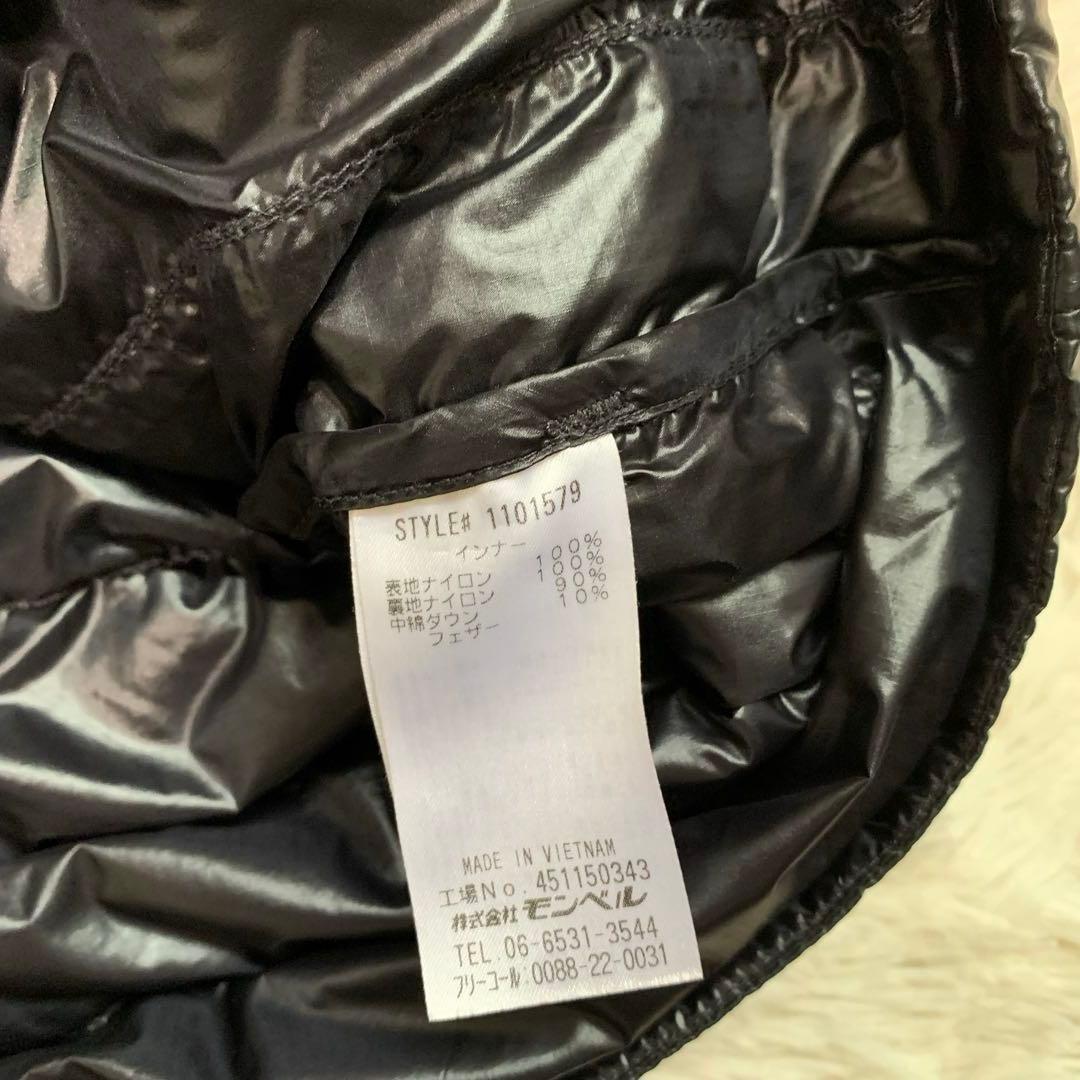 STYLE# 1101579
インナー
表地ナイロン 100%
裏地ナイロン 100%
中綿ダウン 90%
フェザー 10%
MADE IN VIETNAM
工場No. 451150343
株式会社 モンベル
TEL. 06-6531-3544
フリーコール 0088-22-0031